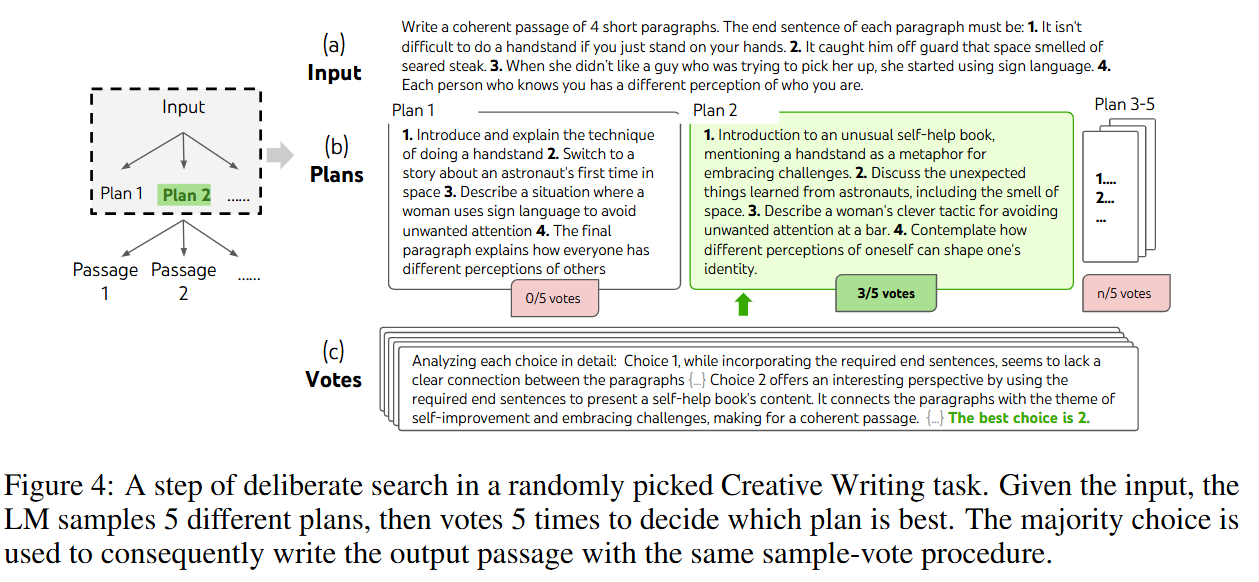 (a)
Input
Write a coherent passage of 4 short paragraphs. The end sentence of each paragraph must be: 1. It isn't
difficult to do a handstand if you just stand on your hands. 2. It caught him off guard that space smelled of
seared steak. 3. When she didn't like a guy who was trying to pick her up, she started using sign language. 4.
Each person who knows you has a different perception of who you are.
Input
Plan 1
Plan 2
......
Passage
1
Passage
2
......
(b)
Plans
Plan 1
1. Introduce and explain the technique
of doing a handstand 2. Switch to a
story about an astronaut's first time in
space 3. Describe a situation where a
woman uses sign language to avoid
unwanted attention 4. The final
paragraph explains how everyone has
different perceptions of others
0/5 votes
Plan 2
1. Introduction to an unusual self-help book,
mentioning a handstand as a metaphor for
embracing challenges. 2. Discuss the unexpected
things learned from astronauts, including the smell of
space. 3. Describe a woman's clever tactic for avoiding
unwanted attention at a bar. 4. Contemplate how
different perceptions of oneself can shape one's
identity.
3/5 votes
Plan 3-5
1....
2...
...
n/5 votes
(c)
Votes
Analyzing each choice in detail: Choice 1, while incorporating the required end sentences, seems to lack a
clear connection between the paragraphs {...} Choice 2 offers an interesting perspective by using the
required end sentences to present a self-help book's content. It connects the paragraphs with the theme of
self-improvement and embracing challenges, making for a coherent passage. {...} The best choice is 2.
Figure 4: A step of deliberate search in a randomly picked Creative Writing task. Given the input, the
LM samples 5 different plans, then votes 5 times to decide which plan is best. The majority choice is
used to consequently write the output passage with the same sample-vote procedure.